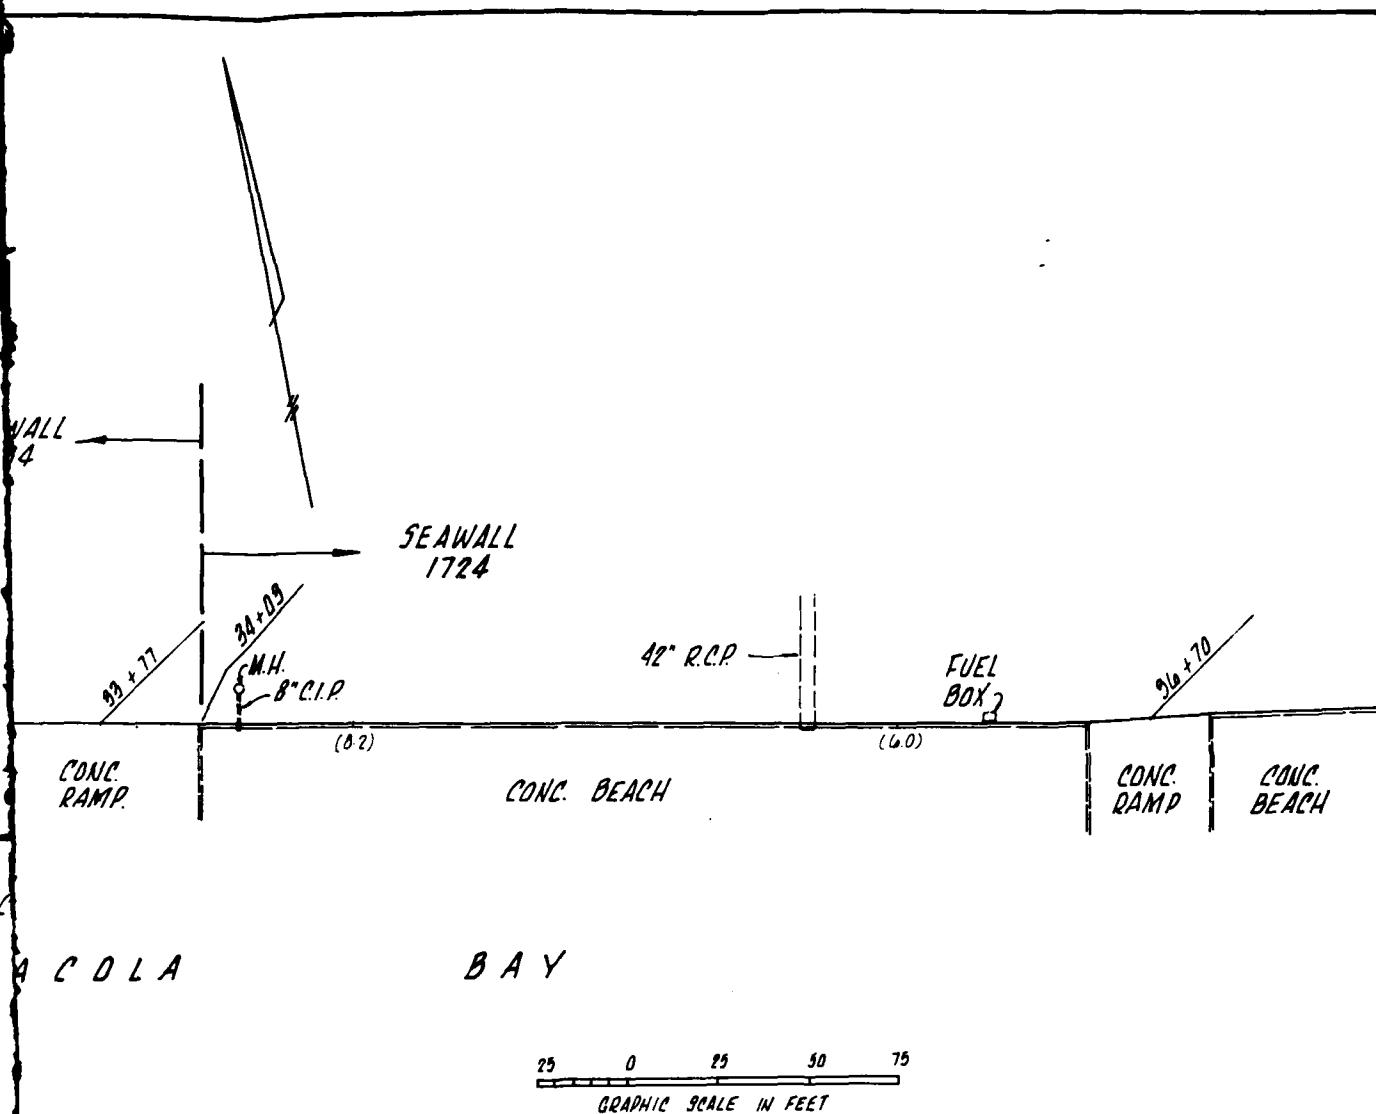 WALL
4
SEAWALL
1724
33 + 77
34+09
M.H.
8" C.I.P.
42" R.C.P.
FUEL
BOX
36 + 70
(8.2)
(6.0)
CONC.
RAMP.
CONC. BEACH
CONC.
RAMP
CONC.
BEACH
A C O L A B A Y
25 0 25 50 75
GRAPHIC SCALE IN FEET